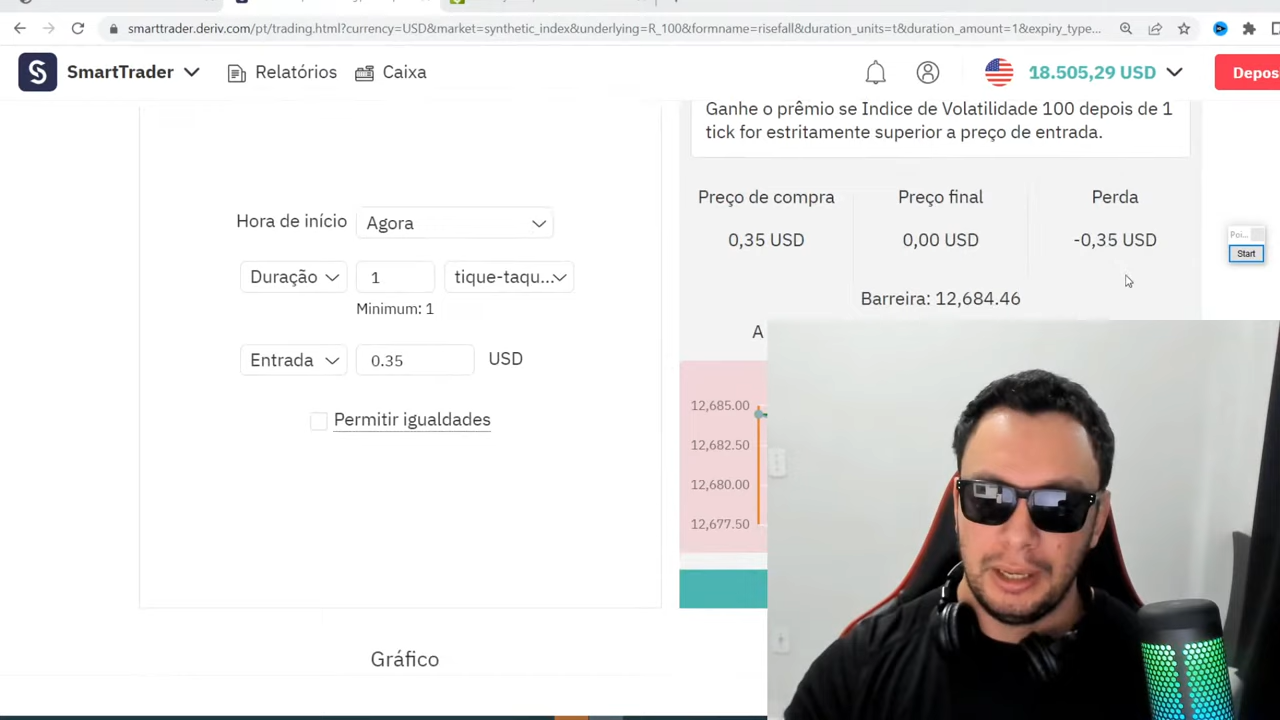 smarttrader.deriv.com/pt/trading.html?currency=USD&market=synthetic_index&underlying=R_100&formname=risefall&duration_units=t&duration_amount=1&expiry_type...
S SmartTrader Relatórios Caixa 18.505,29 USD Depos
Ganhe o prêmio se Indice de Volatilidade 100 depois de 1
tick for estritamente superior a preço de entrada.
Hora de início Agora
Duração 1 tique-taqu...
Minimum: 1
Entrada 0.35 USD
Permitir igualdades
Preço de compra Preço final Perda
0,35 USD 0,00 USD -0,35 USD
Barreira: 12,684.46
A
12,685.00
12,682.50
12,680.00
12,677.50
Poi...
Start
Gráfico